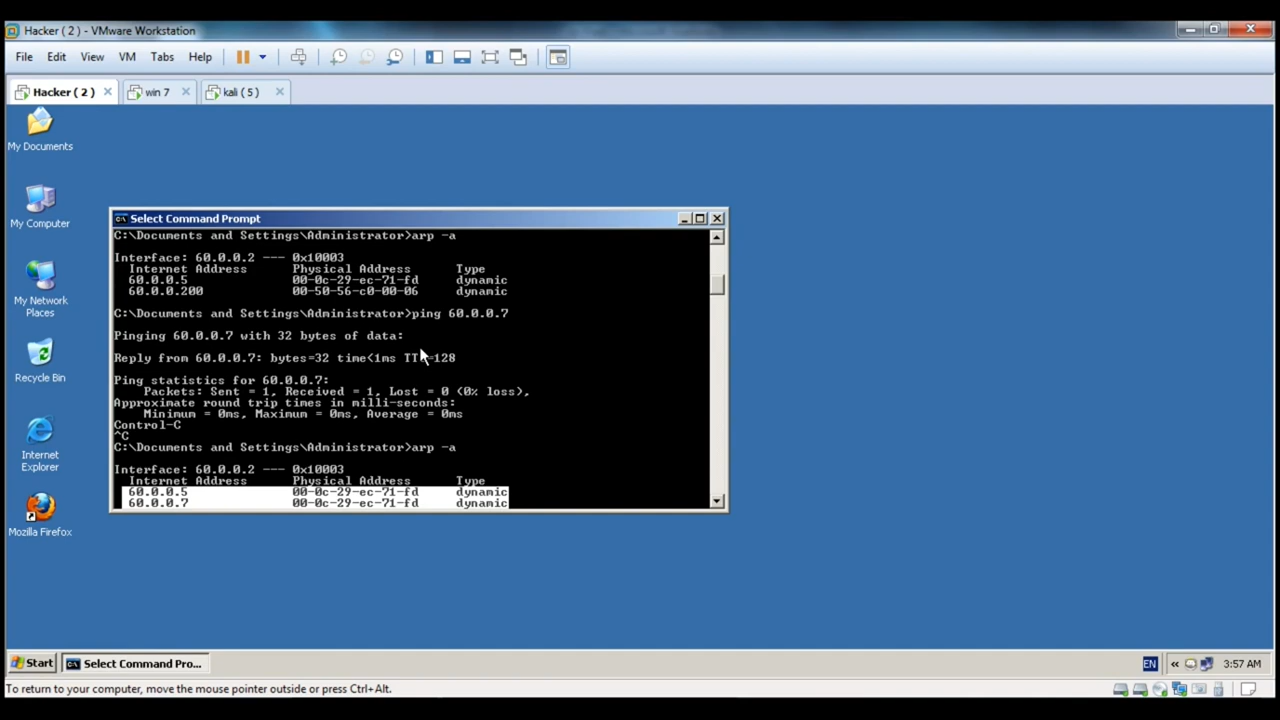 Hacker ( 2 ) - VMware Workstation
File Edit View VM Tabs Help
Hacker ( 2 ) win 7 kali ( 5 )
My Documents
My Computer
My Network
Places
Recycle Bin
Internet
Explorer
Mozilla Firefox
Select Command Prompt
C:\Documents and Settings\Administrator>arp -a
Interface: 60.0.0.2 --- 0x10003
Internet Address Physical Address Type
60.0.0.5 00-0c-29-ec-71-fd dynamic
60.0.0.200 00-50-56-c0-00-06 dynamic
C:\Documents and Settings\Administrator>ping 60.0.0.7
Pinging 60.0.0.7 with 32 bytes of data:
Reply from 60.0.0.7: bytes=32 time<1ms TTL=128
Ping statistics for 60.0.0.7:
Packets: Sent = 1, Received = 1, Lost = 0 (0% loss),
Approximate round trip times in milli-seconds:
Minimum = 0ms, Maximum = 0ms, Average = 0ms
Control-C
^C
C:\Documents and Settings\Administrator>arp -a
Interface: 60.0.0.2 --- 0x10003
Internet Address Physical Address Type
60.0.0.5 00-0c-29-ec-71-fd dynamic
60.0.0.7 00-0c-29-ec-71-fd dynamic
Start Select Command Pro... EN 3:57 AM
To return to your computer, move the mouse pointer outside or press Ctrl+Alt.